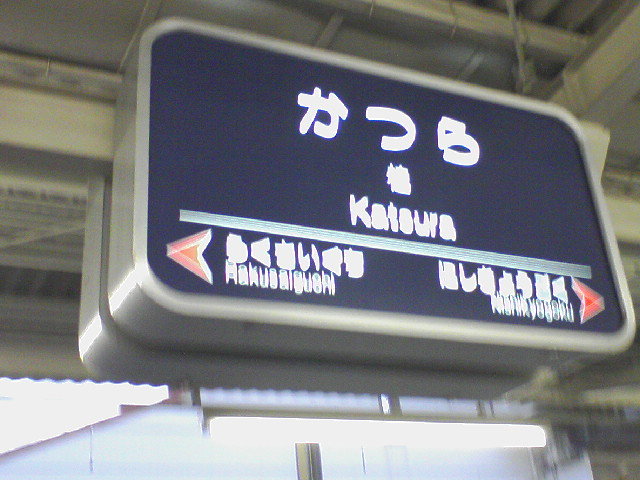 かつら
桂
Katsura
らくさいぐち
Rakusaiguchi
にしきょうごく
Nishikyogoku